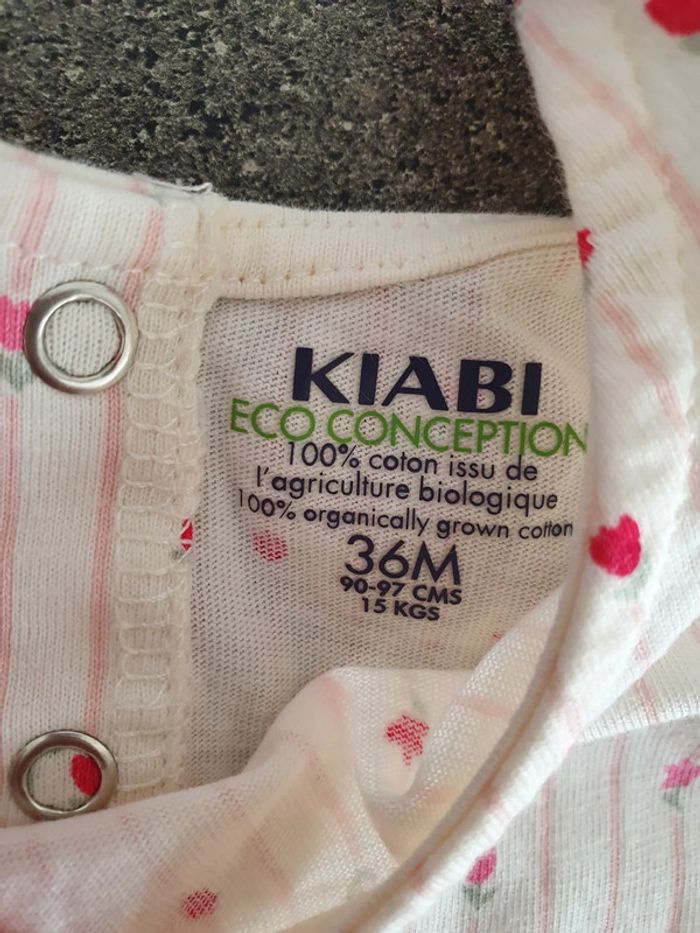 KIABI
ECO CONCEPTION
100% coton issu de
l'agriculture biologique
100% organically grown cotton
36M
90-97 CMS
15 KGS